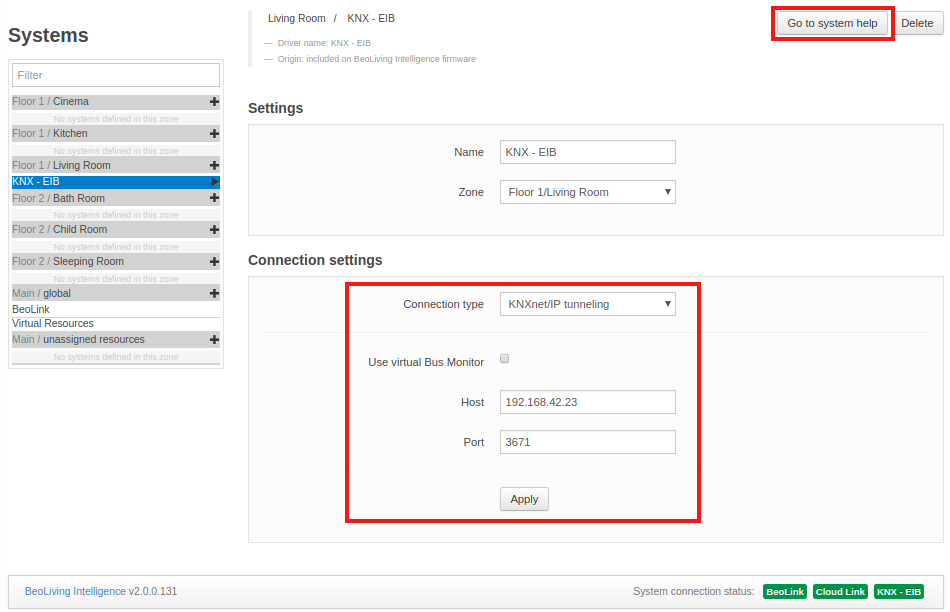 Systems
Filter
Floor 1 / Cinema
No systems defined in this zone
Floor 1 / Kitchen
No systems defined in this zone
Floor 1 / Living Room
KNX - EIB
Floor 2 / Bath Room
No systems defined in this zone
Floor 2 / Child Room
No systems defined in this zone
Floor 2 / Sleeping Room
No systems defined in this zone
Main / global
BeoLink
Virtual Resources
Main / unassigned resources
No systems defined in this zone
Living Room / KNX - EIB
— Driver name: KNX - EIB
— Origin: included on BeoLiving Intelligence firmware
Go to system help Delete
Settings
Name KNX - EIB
Zone Floor 1/Living Room
Connection settings
Connection type KNXnet/IP tunneling
Use virtual Bus Monitor
Host 192.168.42.23
Port 3671
Apply
BeoLiving Intelligence v2.0.0.131
System connection status: BeoLink Cloud Link KNX - EIB